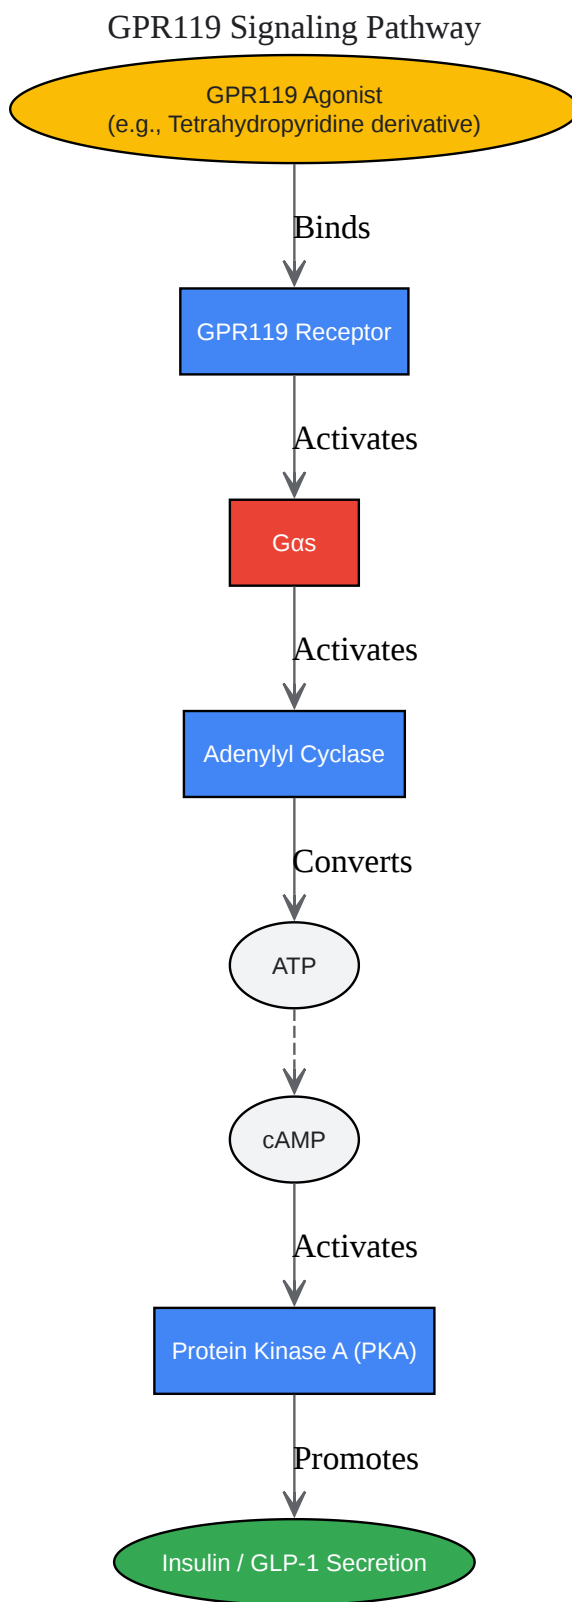 GPR119 Signaling Pathway
GPR119 Agonist
(e.g., Tetrahydropyridine derivative)
Binds
GPR119 Receptor
Activates
Gαs
Activates
Adenylyl Cyclase
Converts
ATP
cAMP
Activates
Protein Kinase A (PKA)
Promotes
Insulin / GLP-1 Secretion